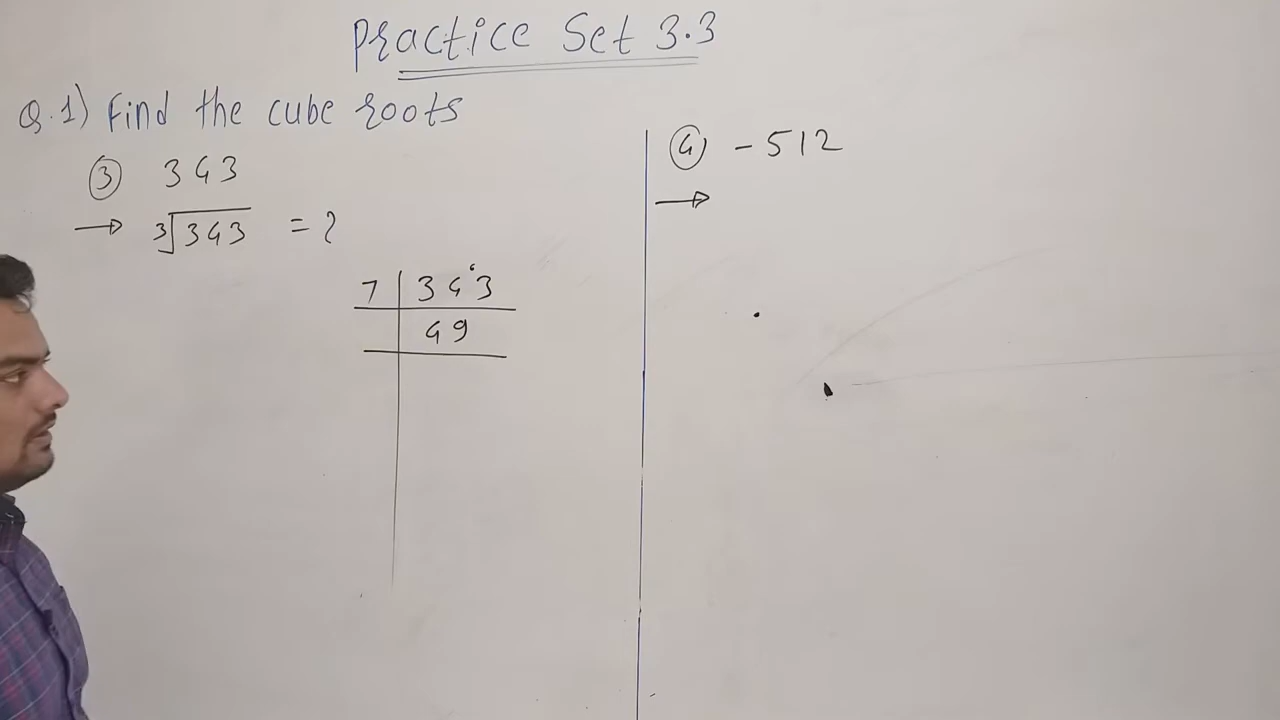 Practice Set 3.3
Q.1) Find the cube roots
③ 343
→ ∛343 = ?
7 | 343
49
④ -512
→